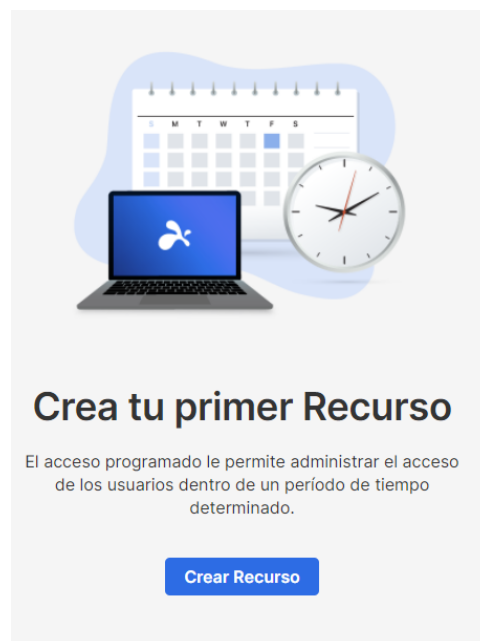 S M T W T F S
Crea tu primer Recurso
El acceso programado le permite administrar el acceso
de los usuarios dentro de un período de tiempo
determinado.
Crear Recurso